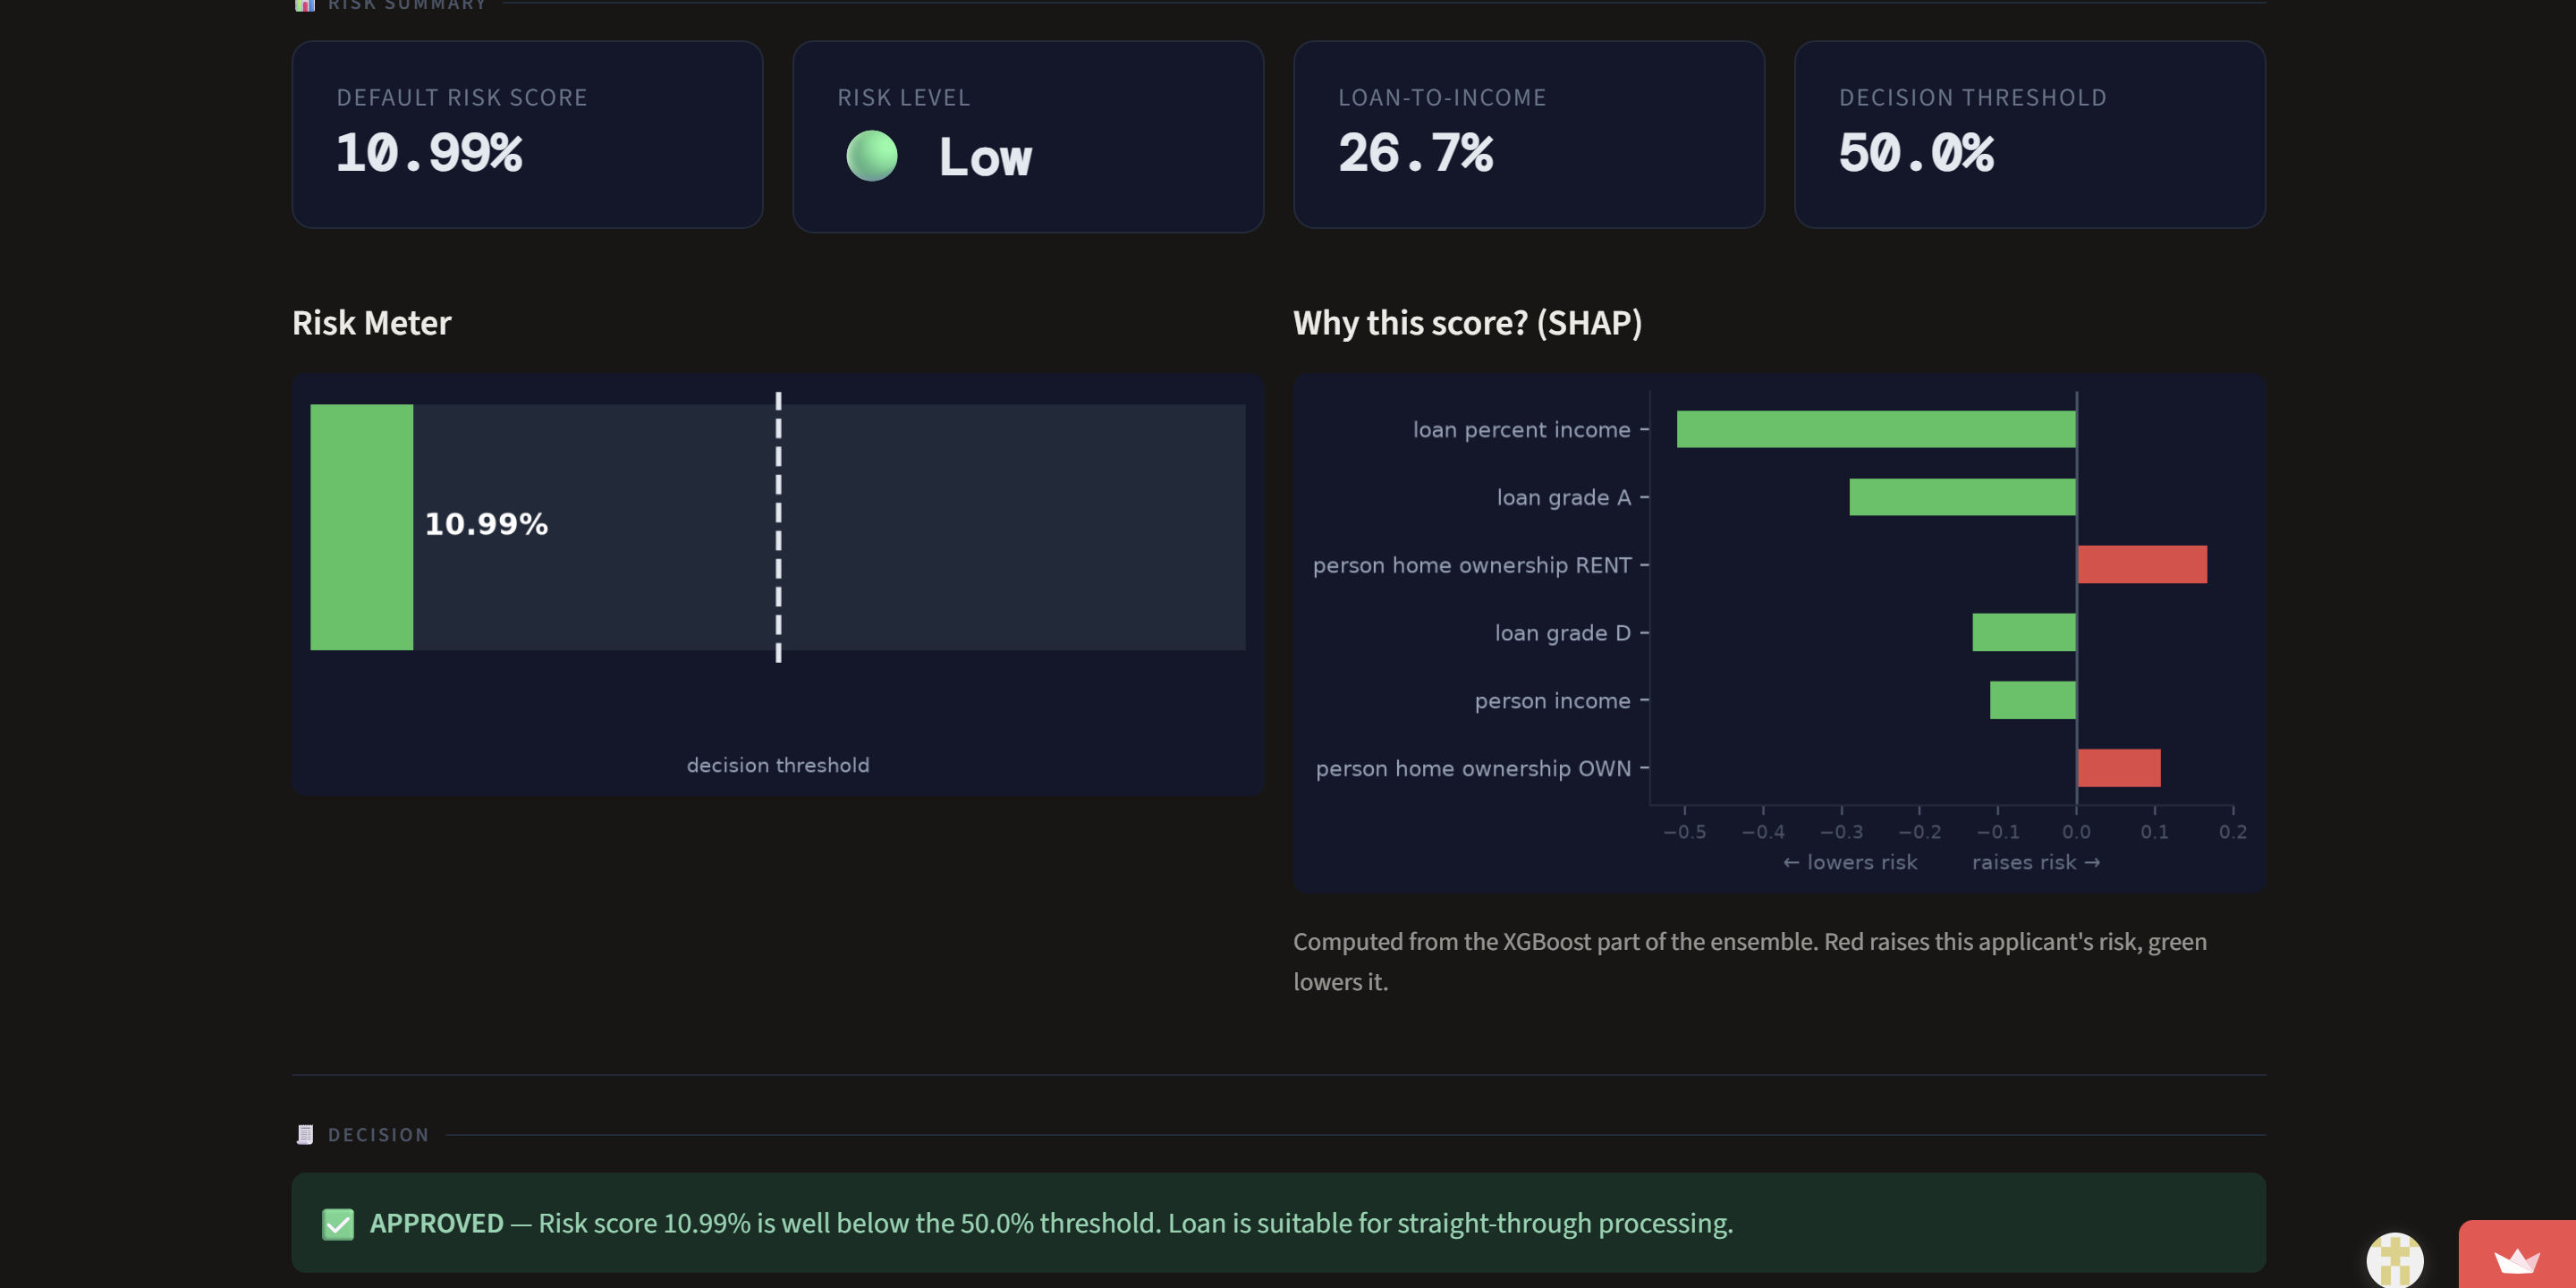 RISK SUMMARY
DEFAULT RISK SCORE
10.99%
RISK LEVEL
Low
LOAN-TO-INCOME
26.7%
DECISION THRESHOLD
50.0%
Risk Meter
10.99%
decision threshold
Why this score? (SHAP)
loan percent income
loan grade A
person home ownership RENT
loan grade D
person income
person home ownership OWN
−0.5 −0.4 −0.3 −0.2 −0.1 0.0 0.1 0.2
← lowers risk raises risk →
Computed from the XGBoost part of the ensemble. Red raises this applicant's risk, green
lowers it.
DECISION
APPROVED — Risk score 10.99% is well below the 50.0% threshold. Loan is suitable for straight-through processing.